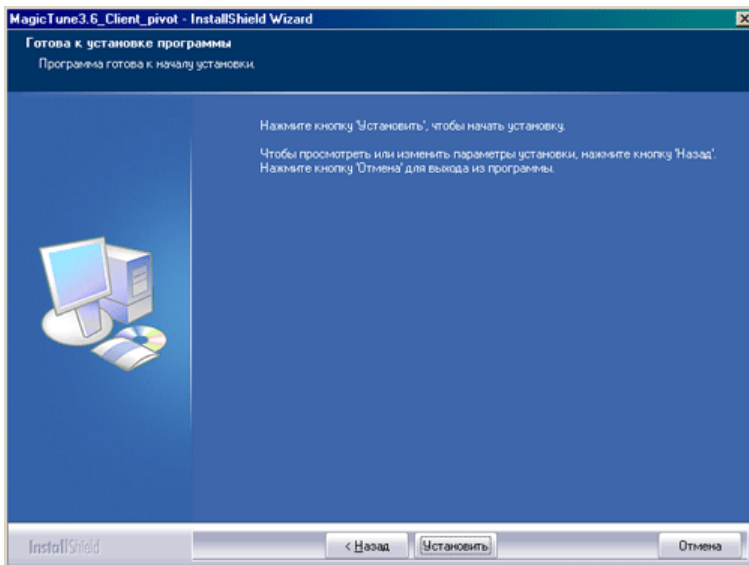 MagicTune3.6_Client_pivot - InstallShield Wizard
Готова к установке программы
Программа готова к началу установки.
Нажмите кнопку 'Установить', чтобы начать установку.
Чтобы просмотреть или изменить параметры установки, нажмите кнопку 'Назад'.
Нажмите кнопку 'Отмена' для выхода из программы.
InstallShield
< Назад
Установить
Отмена